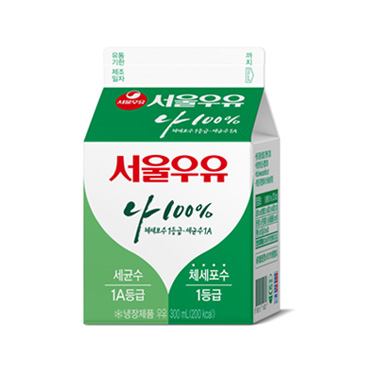 유통
기한
제조
일자
까지
서울우유
서울우유
나100%
체세포수1등급·세균수1A
서울우유
나100%
체세포수1등급·세균수1A
세균수
1A등급
체세포수
1등급
냉장제품 우유 300 mL(200 kcal)